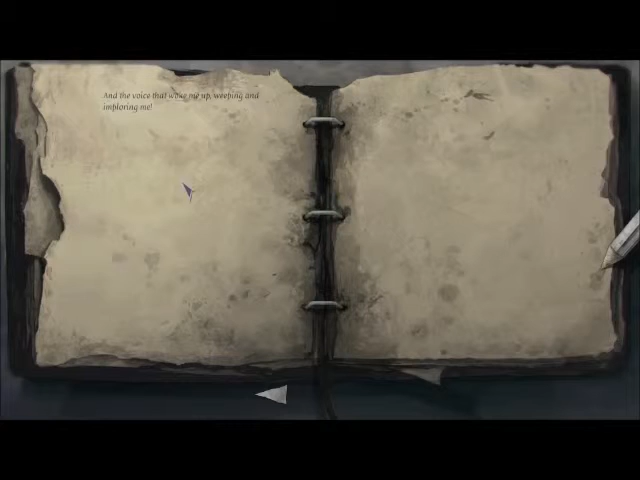 And the voice that woke me up, weeping and
imploring me!